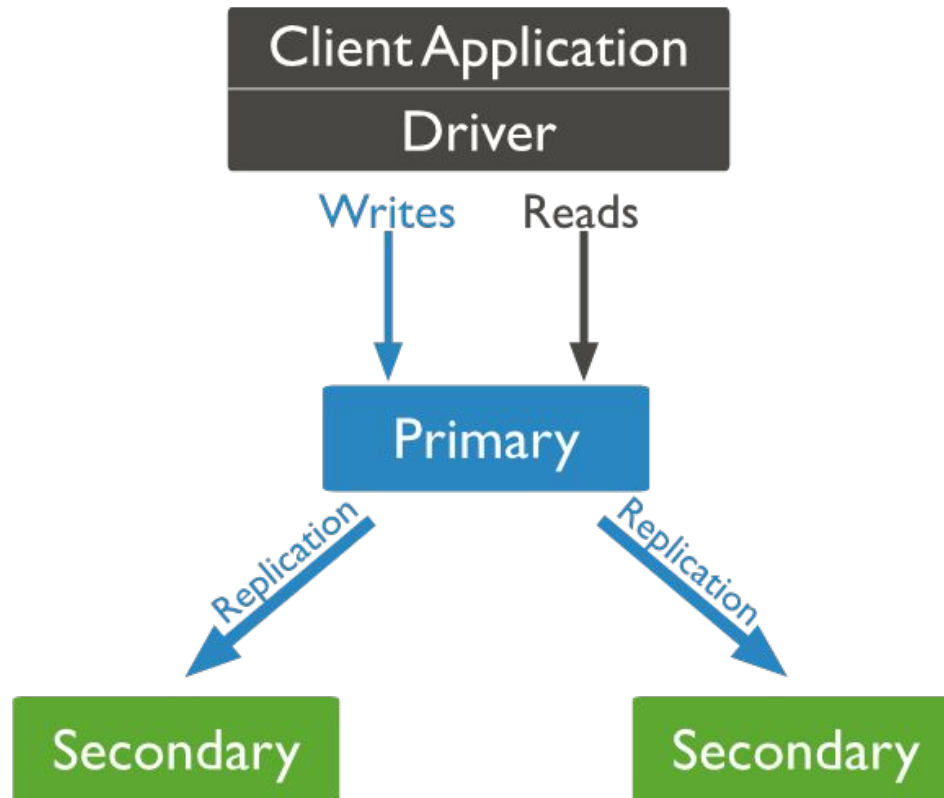 Client Application
Driver
Writes
Reads
Primary
Replication
Replication
Secondary
Secondary